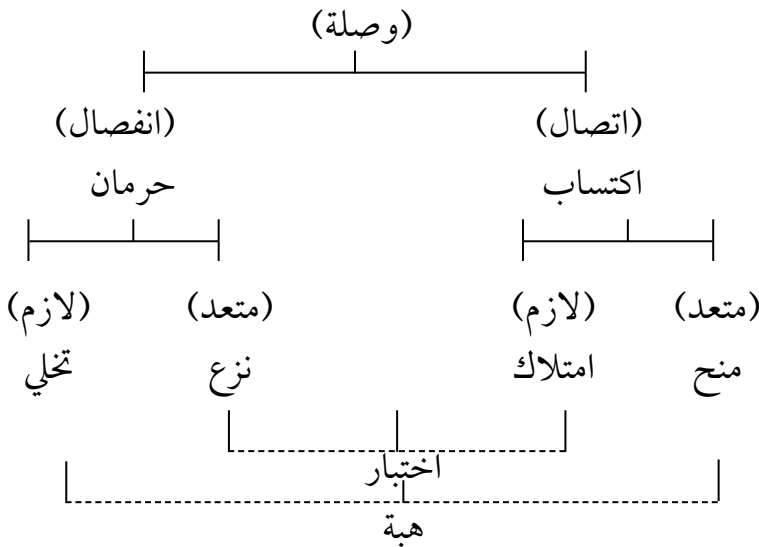 (وصلة)
(اتصال) (انفصال)
اكتساب حرمان
(متعد) (لازم) (متعد) (لازم)
منح امتلاك نزع تخلي
اختبار
هبة